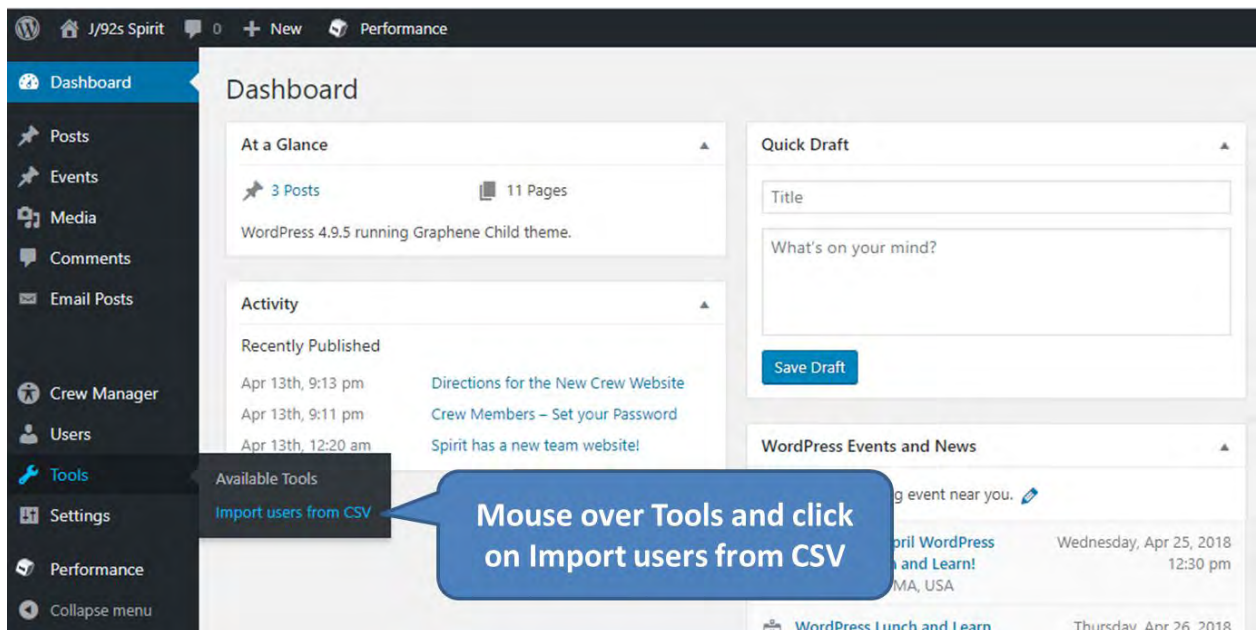 J/92s Spirit 0 New Performance
Dashboard
Posts
Events
Media
Comments
Email Posts
Crew Manager
Users
Tools
Settings
Performance
Collapse menu
Available Tools
Import users from CSV
Dashboard
At a Glance
3 Posts 11 Pages
WordPress 4.9.5 running Graphene Child theme.
Activity
Recently Published
Apr 13th, 9:13 pm Directions for the New Crew Website
Apr 13th, 9:11 pm Crew Members – Set your Password
Apr 13th, 12:20 am Spirit has a new team website!
Mouse over Tools and click
on Import users from CSV
Quick Draft
Title
What's on your mind?
Save Draft
WordPress Events and News
event near you.
WordPress Wednesday, Apr 25, 2018
and Learn! 12:30 pm
MA, USA
WordPress Lunch and Learn Thursday, Apr 26, 2018